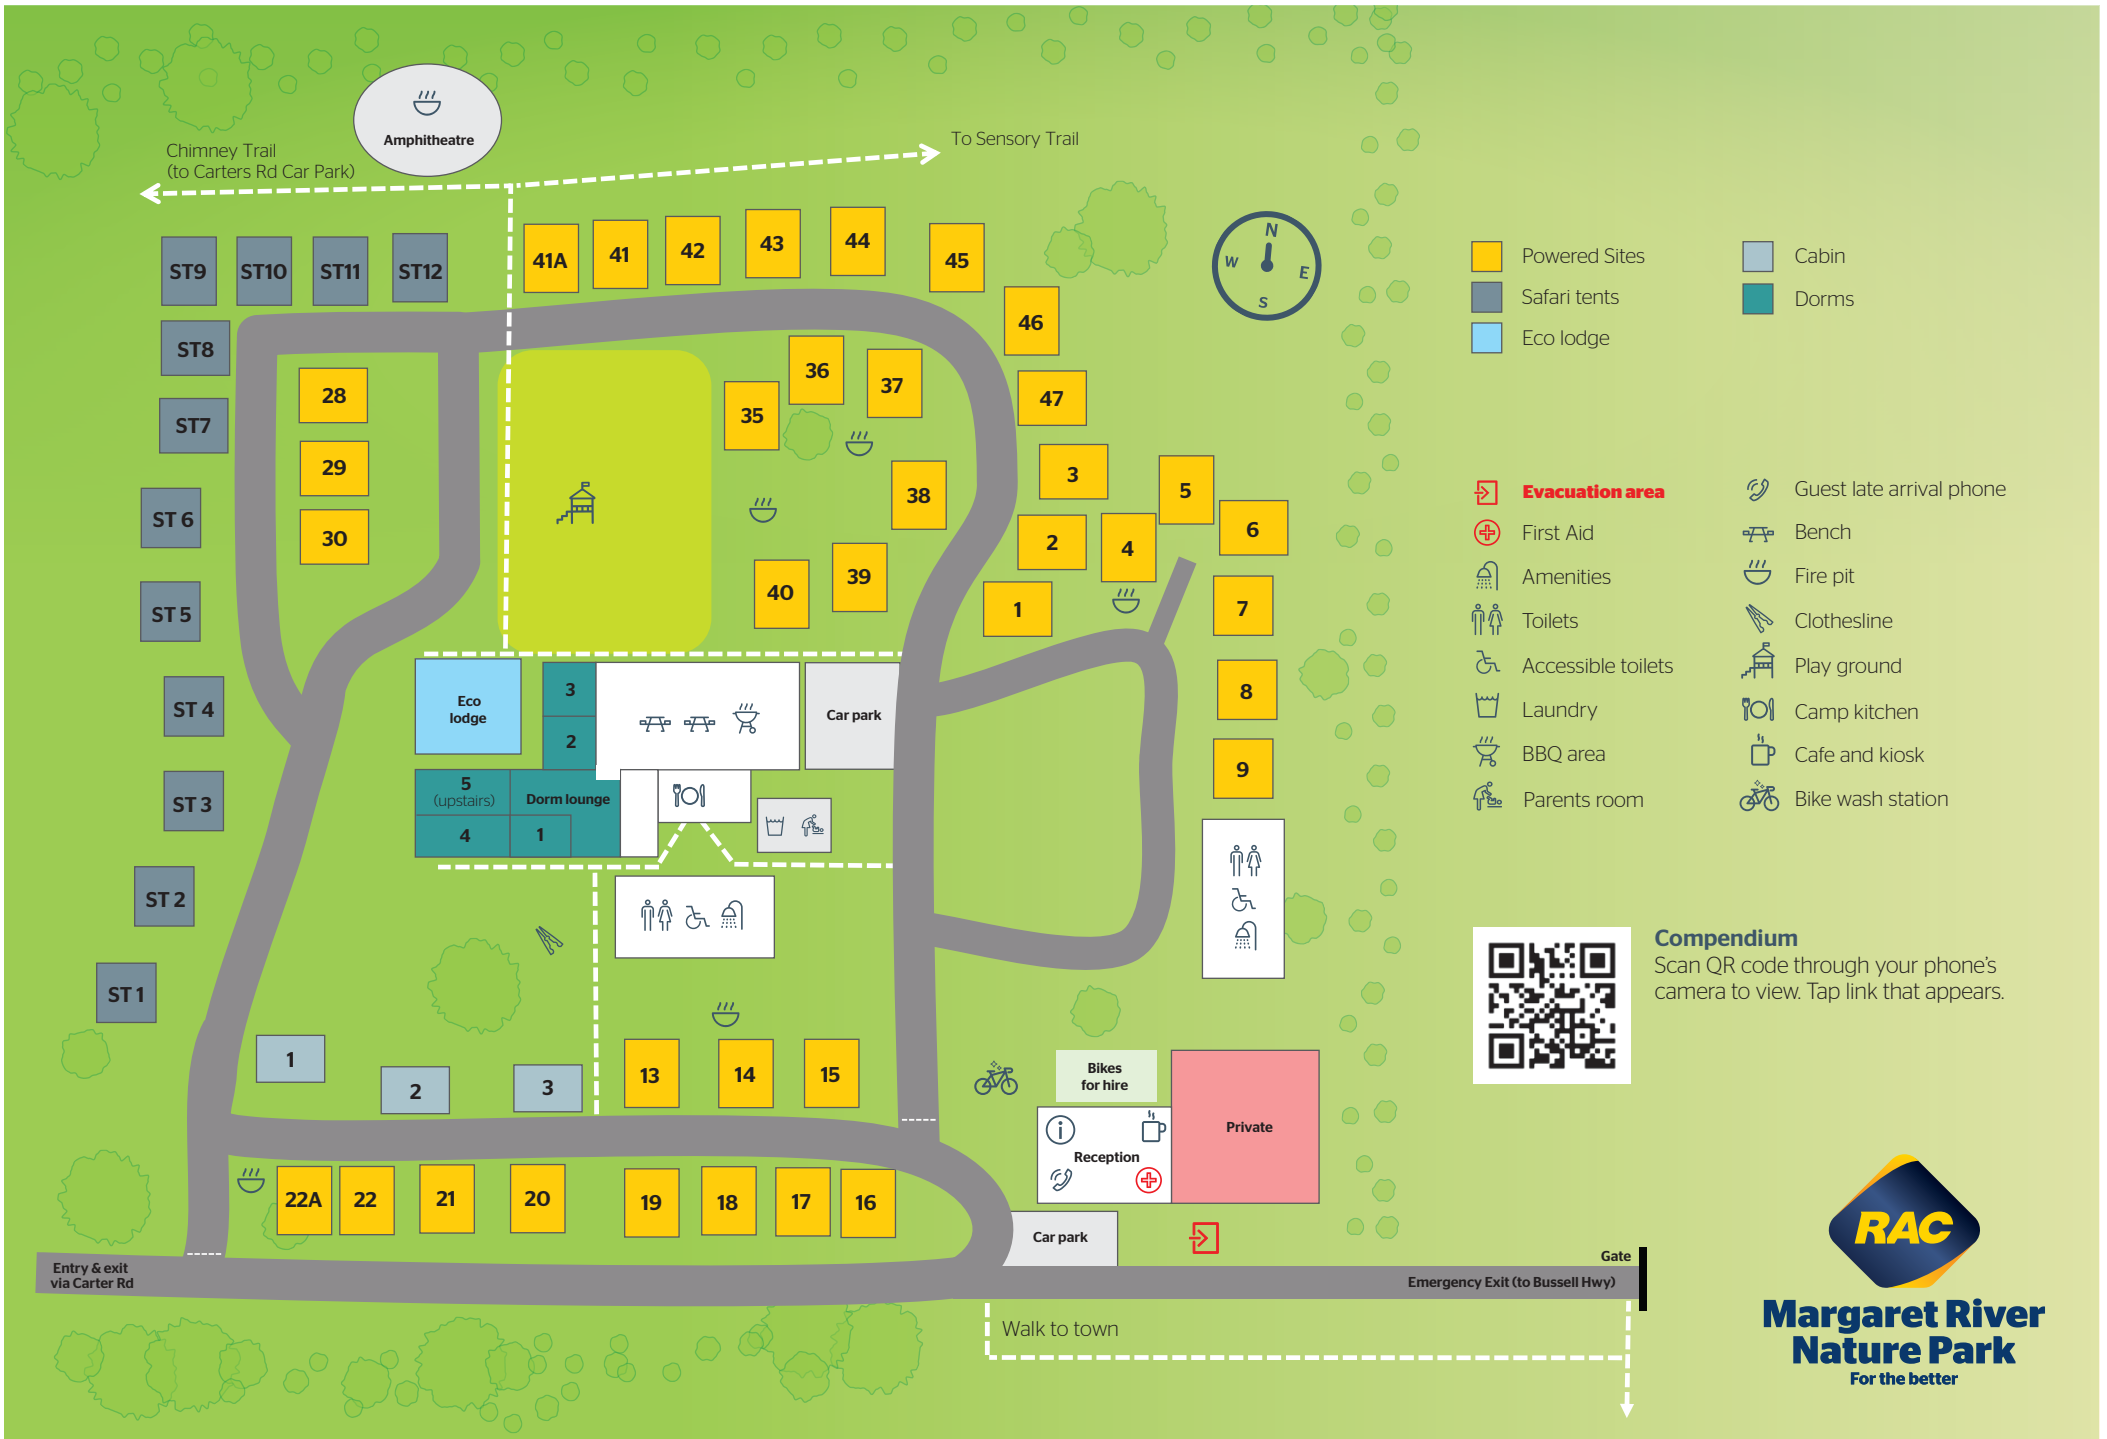 Amphitheatre
Chimney Trail
(to Carters Rd Car Park)
To Sensory Trail
ST9
ST10
ST11
ST12
41A
41
42
43
44
45
46
47
N
W
E
S
Powered Sites
Safari tents
Eco lodge
Cabin
Dorms
ST8
ST7
ST 6
ST 5
ST 4
ST 3
ST 2
ST 1
28
29
30
35
36
37
38
39
40
3
2
1
4
5
6
7
8
9
Evacuation area
First Aid
Amenities
Toilets
Accessible toilets
Laundry
BBQ area
Parents room
Guest late arrival phone
Bench
Fire pit
Clothesline
Play ground
Camp kitchen
Cafe and kiosk
Bike wash station
Eco
lodge
3
2
Car park
5
(upstairs)
Dorm lounge
4
1
Compendium
Scan QR code through your phone's
camera to view. Tap link that appears.
1
2
3
13
14
15
Bikes
for hire
i
Reception
Private
22A
22
21
20
19
18
17
16
Car park
Entry & exit
via Carter Rd
Gate
Emergency Exit (to Bussell Hwy)
Walk to town
RAC
Margaret River
Nature Park
For the better